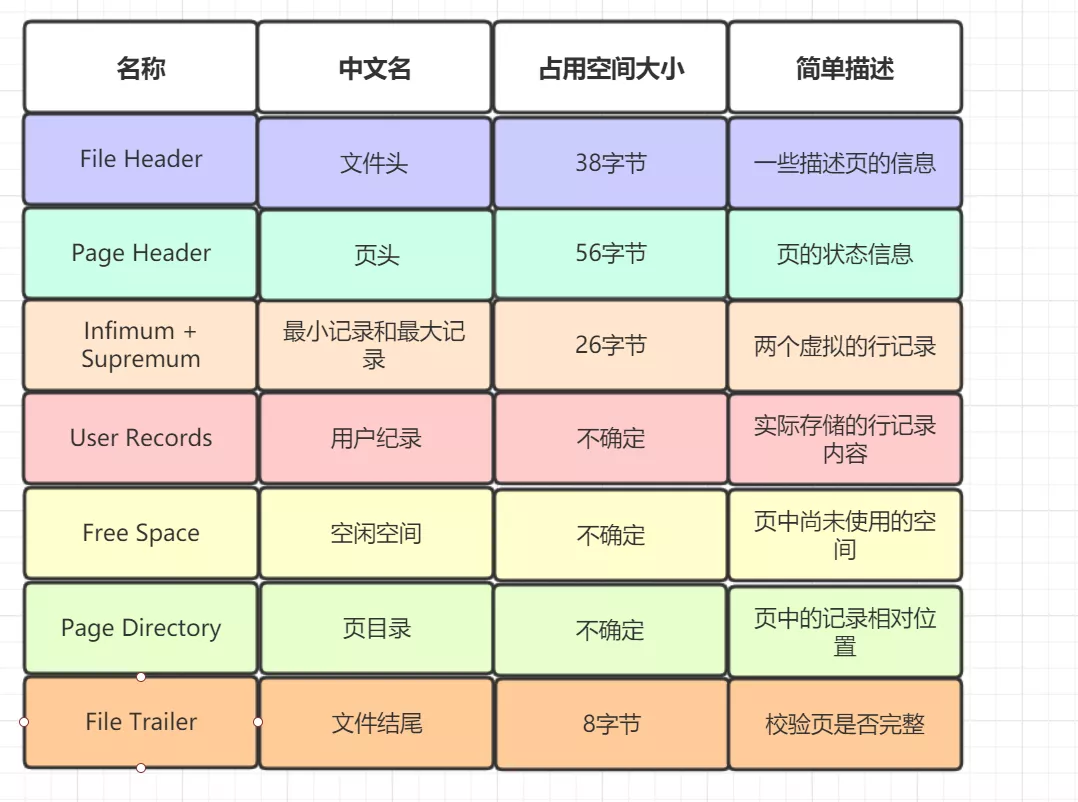 名称 中文名 占用空间大小 简单描述
File Header 文件头 38字节 一些描述页的信息
Page Header 页头 56字节 页的状态信息
Infimum +
Supremum
最小记录和最大记
录
26字节
两个虚拟的行记录
User Records 用户纪录 不确定
实际存储的行记录
内容
Free Space 空闲空间 不确定
页中尚未使用的空
间
Page Directory 页目录 不确定
页中的记录相对位
置
File Trailer 文件结尾 8字节 校验页是否完整